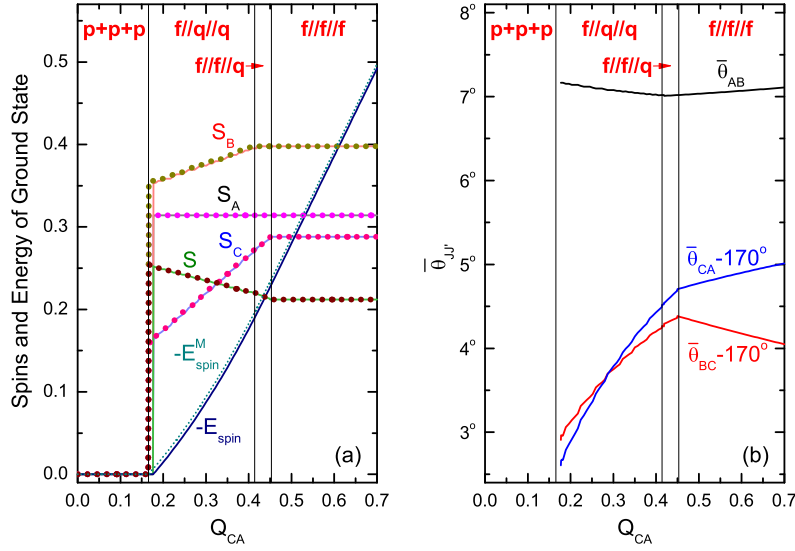 p+p+p f//q//q f//f//f
f//f//q
0.5
0.4
0.3
0.2
0.1
0.0
Spins and Energy of Ground State
S_B
S_A
S_C
S
-E^M_spin
-E_spin
(a)
0.0 0.1 0.2 0.3 0.4 0.5 0.6 0.7
Q_CA
p+p+p f//q//q f//f//f
f//f//q
8°
7°
6°
5°
4°
3°
θ̅_JJ'
θ̅_AB
θ̅_CA-170°
θ̅_BC-170°
(b)
0.0 0.1 0.2 0.3 0.4 0.5 0.6 0.7
Q_CA